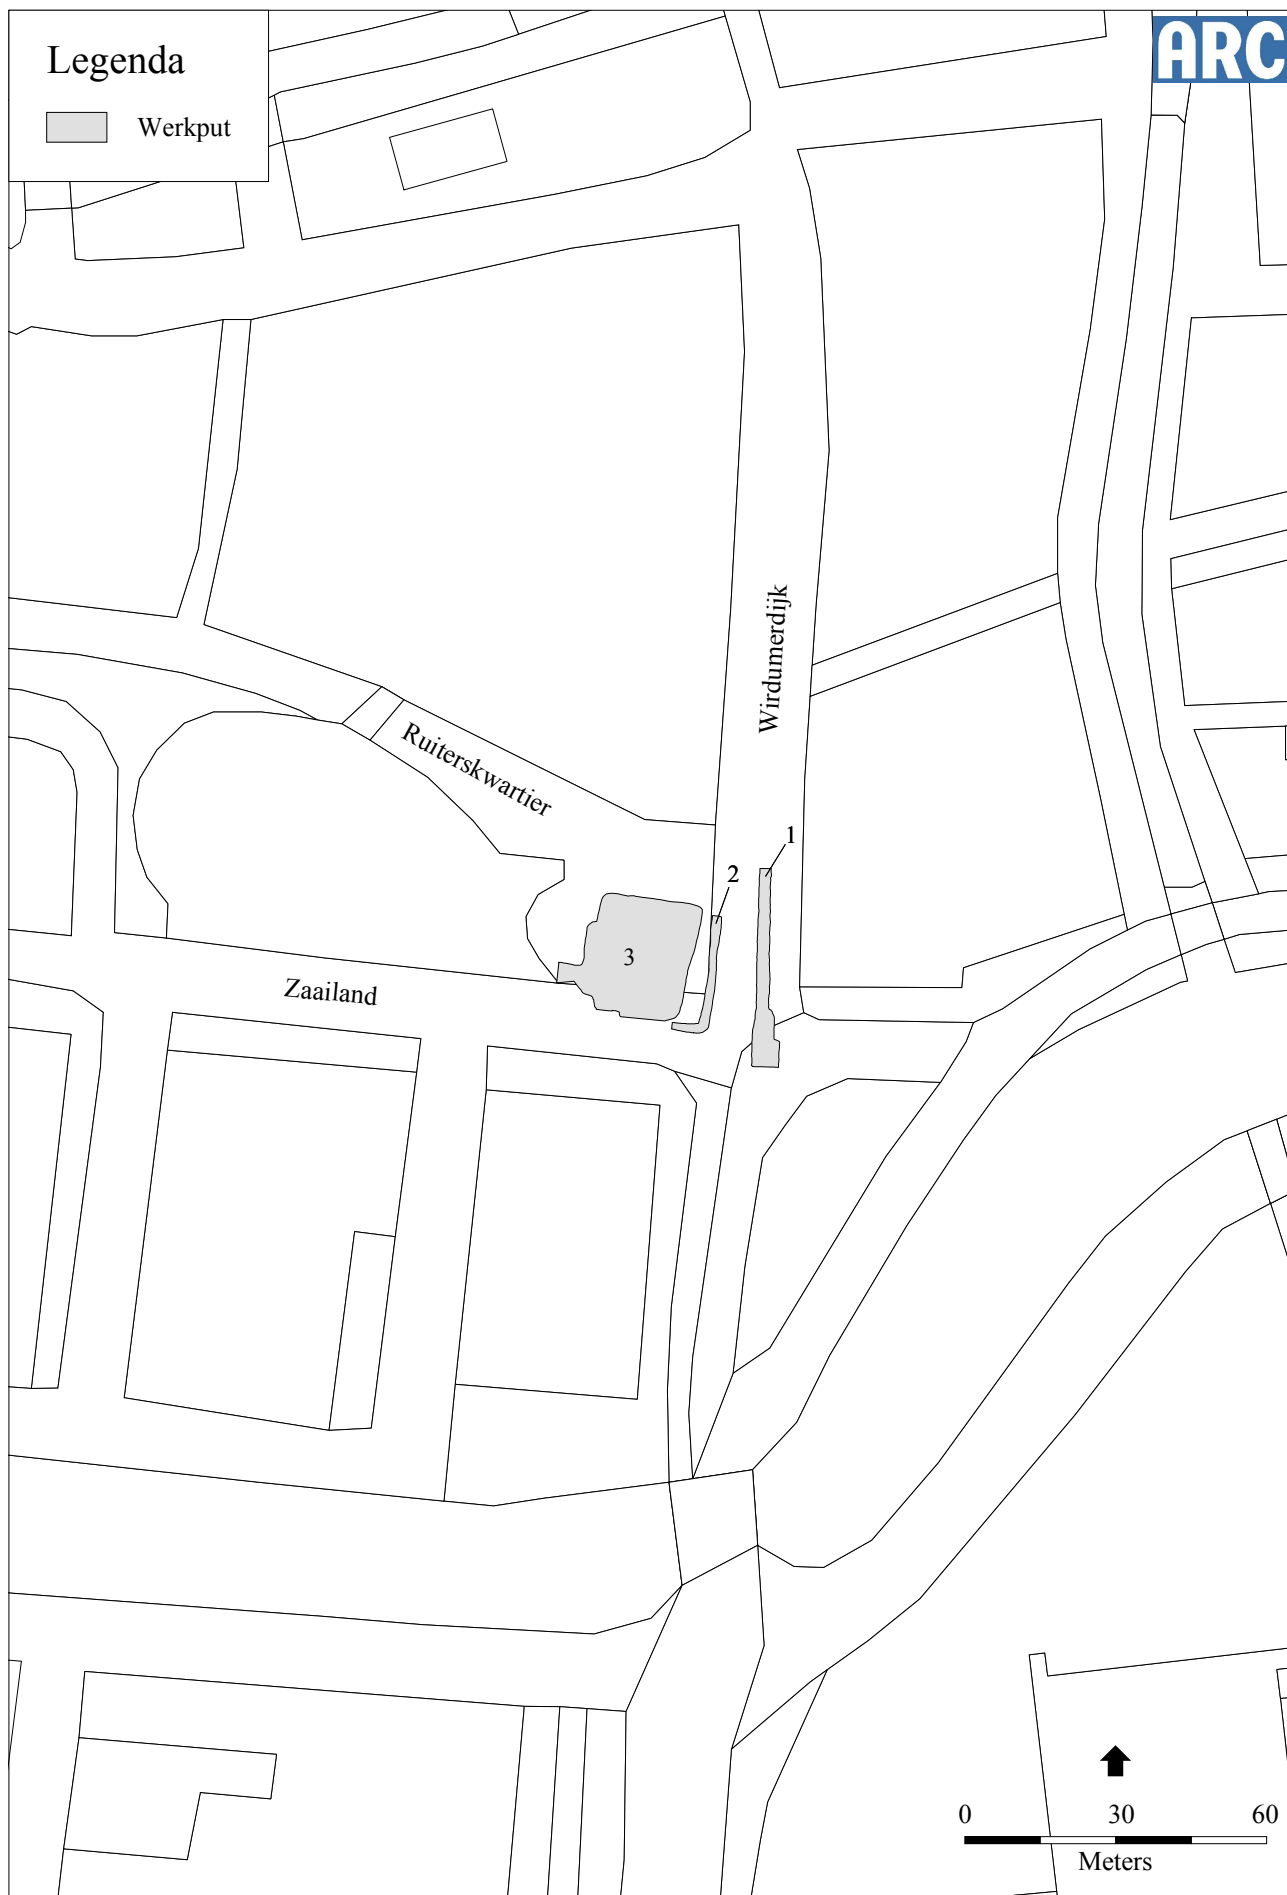 Legenda
Werkput
ARC
Wirdumerdijk
Ruiterskwartier
1
2
3
Zaailand
0 30 60
Meters